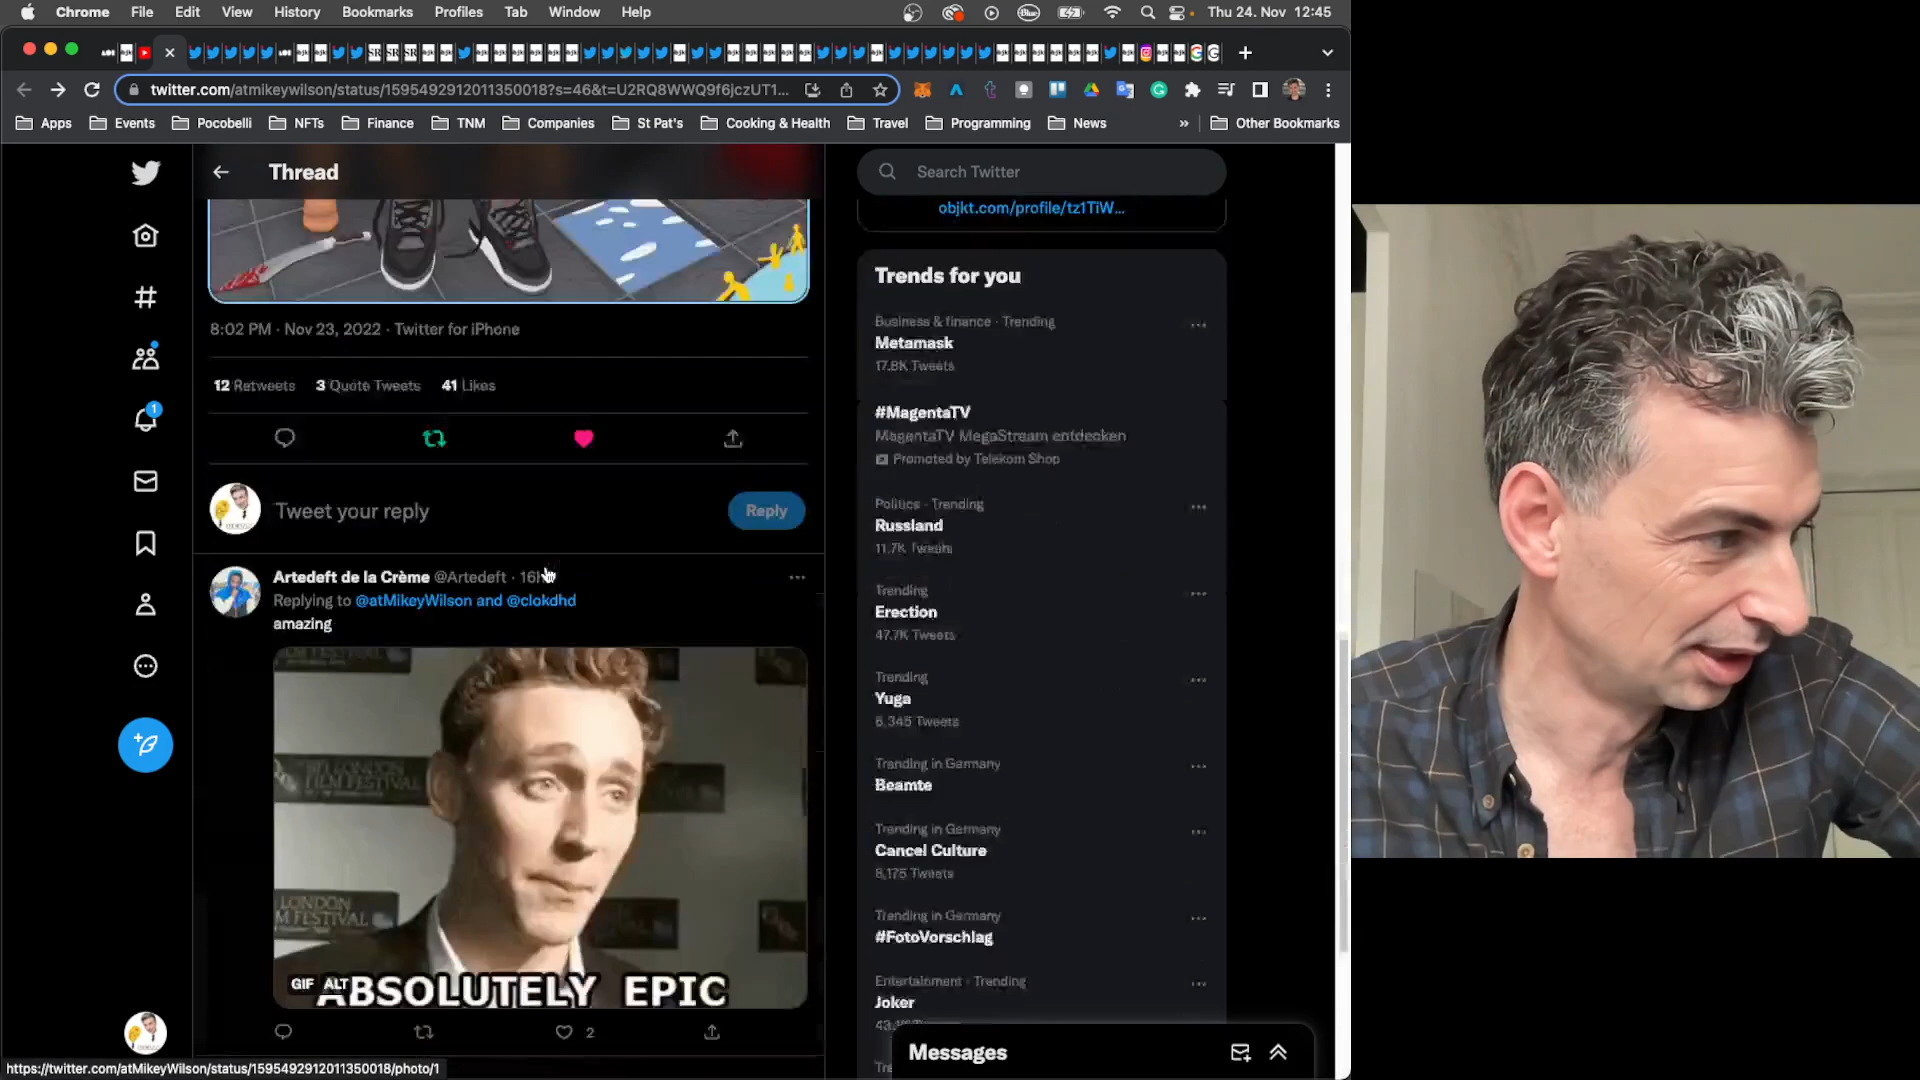 Chrome File Edit View History Bookmarks Profiles Tab Window Help
Thu 24. Nov 12:45
twitter.com/atmikeywilson/status/1595492912011350018?s=46&t=U2RQ8WWQ9f6jczUT1...
Apps Events Pocobelli NFTs Finance TNM Companies St Pat's Cooking & Health Travel Programming News » Other Bookmarks
Thread
Search Twitter
objkt.com/profile/tz1TiW...
8:02 PM · Nov 23, 2022 · Twitter for iPhone
12 Retweets 3 Quote Tweets 41 Likes
Tweet your reply
Reply
Artedeft de la Crème @Artedeft · 16h
Replying to @atMikeyWilson and @clokdhd
amazing
LONDON
FILM FESTIVAL
LONDON
FILM FESTIVAL
GIF ALT
ABSOLUTELY EPIC
2
Trends for you
Business & finance · Trending
Metamask
17.8K Tweets
#MagentaTV
MagentaTV MegaStream entdecken
Promoted by Telekom Shop
Politics · Trending
Russland
11.7K Tweets
Trending
Erection
47.7K Tweets
Trending
Yuga
6,345 Tweets
Trending in Germany
Beamte
Trending in Germany
Cancel Culture
8,175 Tweets
Trending in Germany
#FotoVorschlag
Entertainment · Trending
Joker
Messages
https://twitter.com/atMikeyWilson/status/1595492912011350018/photo/1